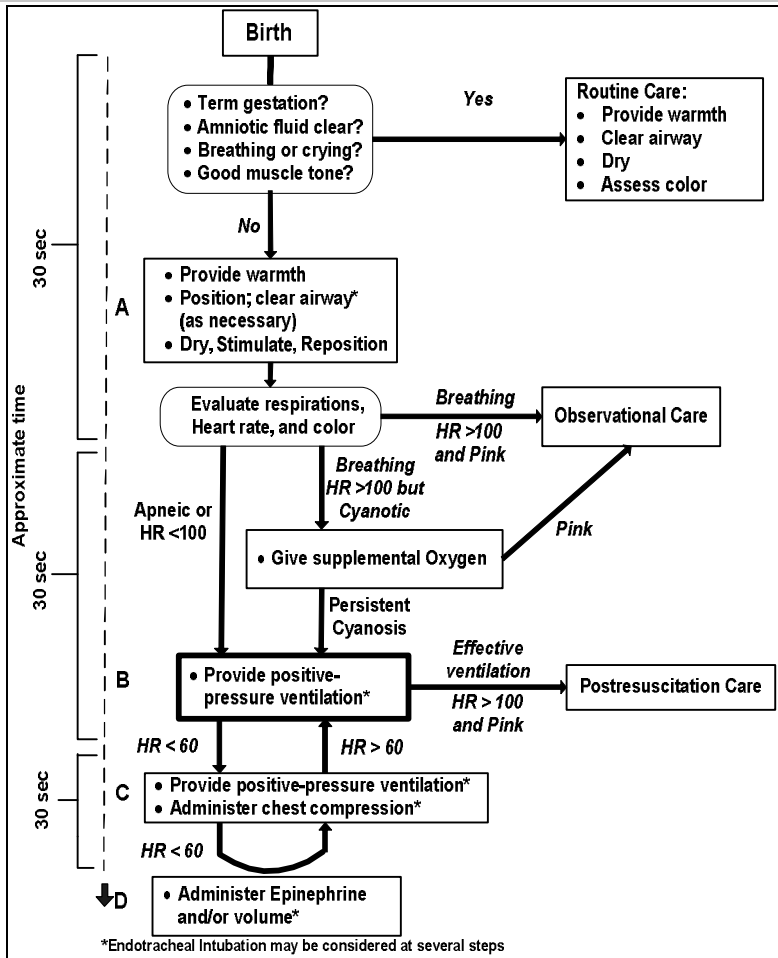 Birth
• Term gestation?
• Amniotic fluid clear?
• Breathing or crying?
• Good muscle tone?
Yes
Routine Care:
• Provide warmth
• Clear airway
• Dry
• Assess color
No
30 sec
A
• Provide warmth
• Position; clear airway*
(as necessary)
• Dry, Stimulate, Reposition
Evaluate respirations,
Heart rate, and color
Breathing
HR >100
and Pink
Observational Care
Approximate time
Apneic or
HR <100
Breathing
HR >100 but
Cyanotic
• Give supplemental Oxygen
Pink
30 sec
Persistent
Cyanosis
B
• Provide positive-
pressure ventilation*
Effective
ventilation
HR > 100
and Pink
Postresuscitation Care
HR < 60
HR > 60
30 sec
C
• Provide positive-pressure ventilation*
• Administer chest compression*
HR < 60
D
• Administer Epinephrine
and/or volume*
*Endotracheal Intubation may be considered at several steps